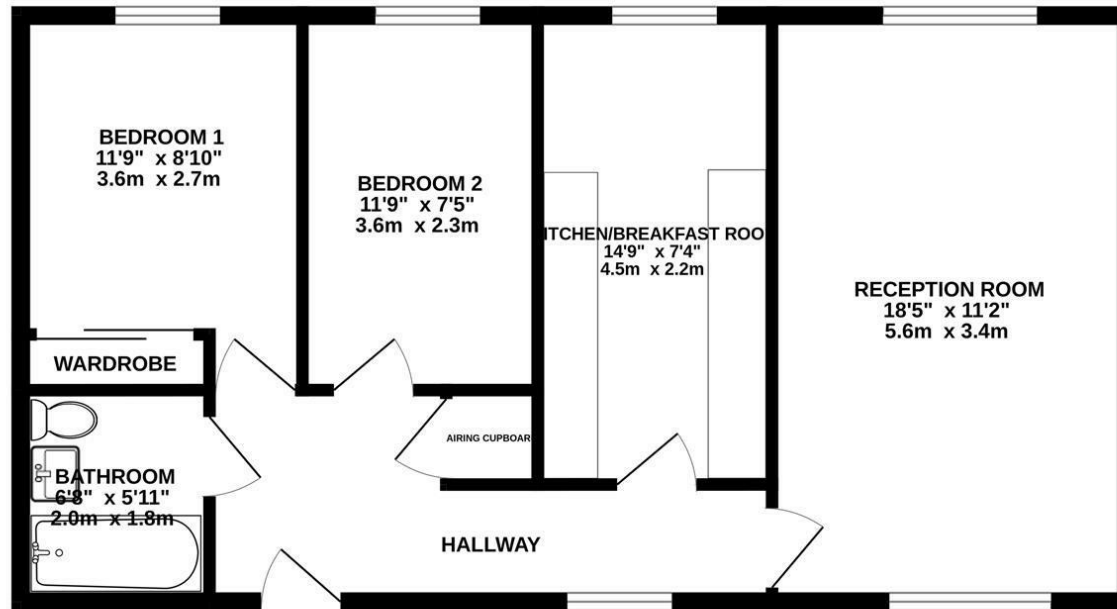 BEDROOM 1
11'9" x 8'10"
3.6m x 2.7m
BEDROOM 2
11'9" x 7'5"
3.6m x 2.3m
ITCHEN/BREAKFAST ROO
14'9" x 7'4"
4.5m x 2.2m
RECEPTION ROOM
18'5" x 11'2"
5.6m x 3.4m
WARDROBE
AIRING CUPBOAR
BATHROOM
6'8" x 5'11"
2.0m x 1.8m
HALLWAY